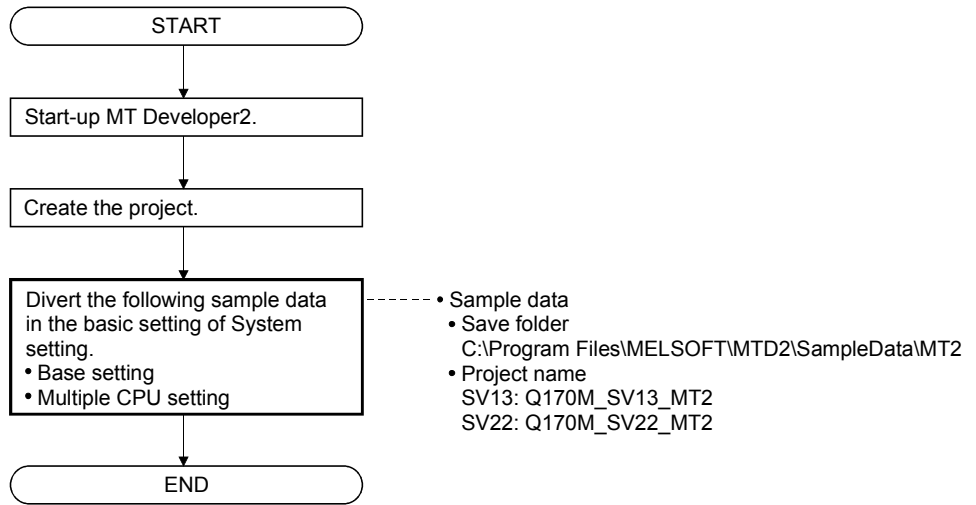 START
Start-up MT Developer2.
Create the project.
Divert the following sample data
in the basic setting of System
setting.
• Base setting
• Multiple CPU setting
• Sample data
• Save folder
C:\Program Files\MELSOFT\MTD2\SampleData\MT2
• Project name
SV13: Q170M_SV13_MT2
SV22: Q170M_SV22_MT2
END